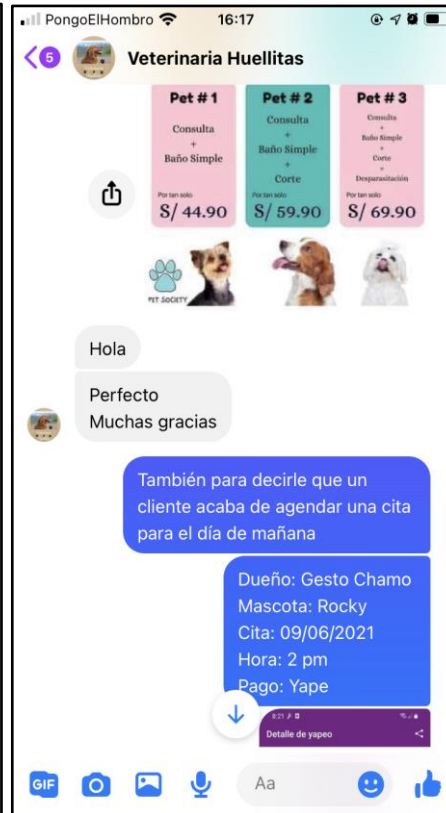 PongoElHombro 16:17
5 Veterinaria Huellitas
Pet # 1
Consulta
+
Baño Simple
Por tan solo
S/ 44.90
Pet # 2
Consulta
+
Baño Simple
+
Corte
Por tan solo
S/ 59.90
Pet # 3
Consulta
+
Baño Simple
+
Corte
+
Desparasitación
Por tan solo
S/ 69.90
PET SOCIETY
Hola
Perfecto
Muchas gracias
También para decirle que un
cliente acaba de agendar una cita
para el día de mañana
Dueño: Gesto Chamo
Mascota: Rocky
Cita: 09/06/2021
Hora: 2 pm
Pago: Yape
8:21
Detalle de yapeo
GIF Aa